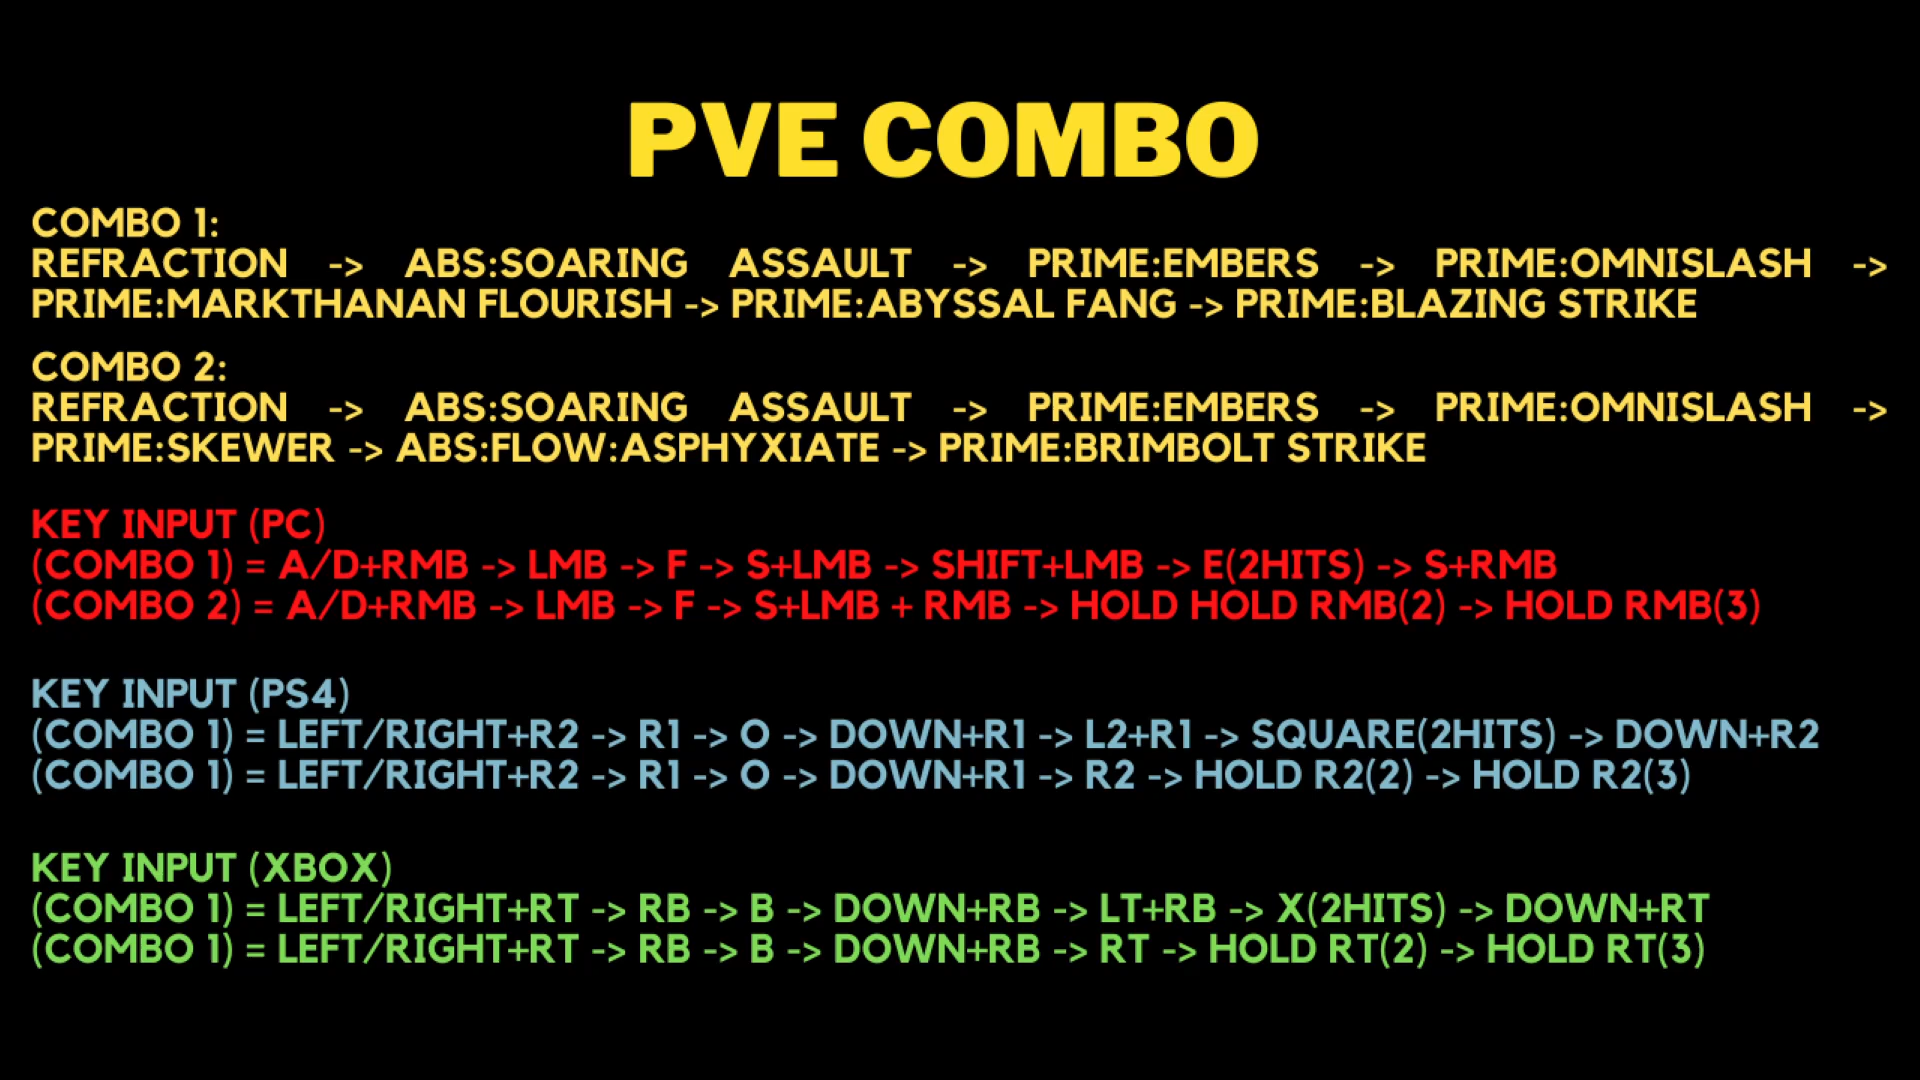 PVE COMBO
COMBO 1:
REFRACTION -> ABS:SOARING ASSAULT -> PRIME:EMBERS -> PRIME:OMNISLASH ->
PRIME:MARKTHANAN FLOURISH -> PRIME:ABYSSAL FANG -> PRIME:BLAZING STRIKE
COMBO 2:
REFRACTION -> ABS:SOARING ASSAULT -> PRIME:EMBERS -> PRIME:OMNISLASH ->
PRIME:SKEWER -> ABS:FLOW:ASPHYXIATE -> PRIME:BRIMBOLT STRIKE
KEY INPUT (PC)
(COMBO 1) = A/D+RMB -> LMB -> F -> S+LMB -> SHIFT+LMB -> E(2HITS) -> S+RMB
(COMBO 2) = A/D+RMB -> LMB -> F -> S+LMB + RMB -> HOLD HOLD RMB(2) -> HOLD RMB(3)
KEY INPUT (PS4)
(COMBO 1) = LEFT/RIGHT+R2 -> R1 -> O -> DOWN+R1 -> L2+R1 -> SQUARE(2HITS) -> DOWN+R2
(COMBO 1) = LEFT/RIGHT+R2 -> R1 -> O -> DOWN+R1 -> R2 -> HOLD R2(2) -> HOLD R2(3)
KEY INPUT (XBOX)
(COMBO 1) = LEFT/RIGHT+RT -> RB -> B -> DOWN+RB -> LT+RB -> X(2HITS) -> DOWN+RT
(COMBO 1) = LEFT/RIGHT+RT -> RB -> B -> DOWN+RB -> RT -> HOLD RT(2) -> HOLD RT(3)